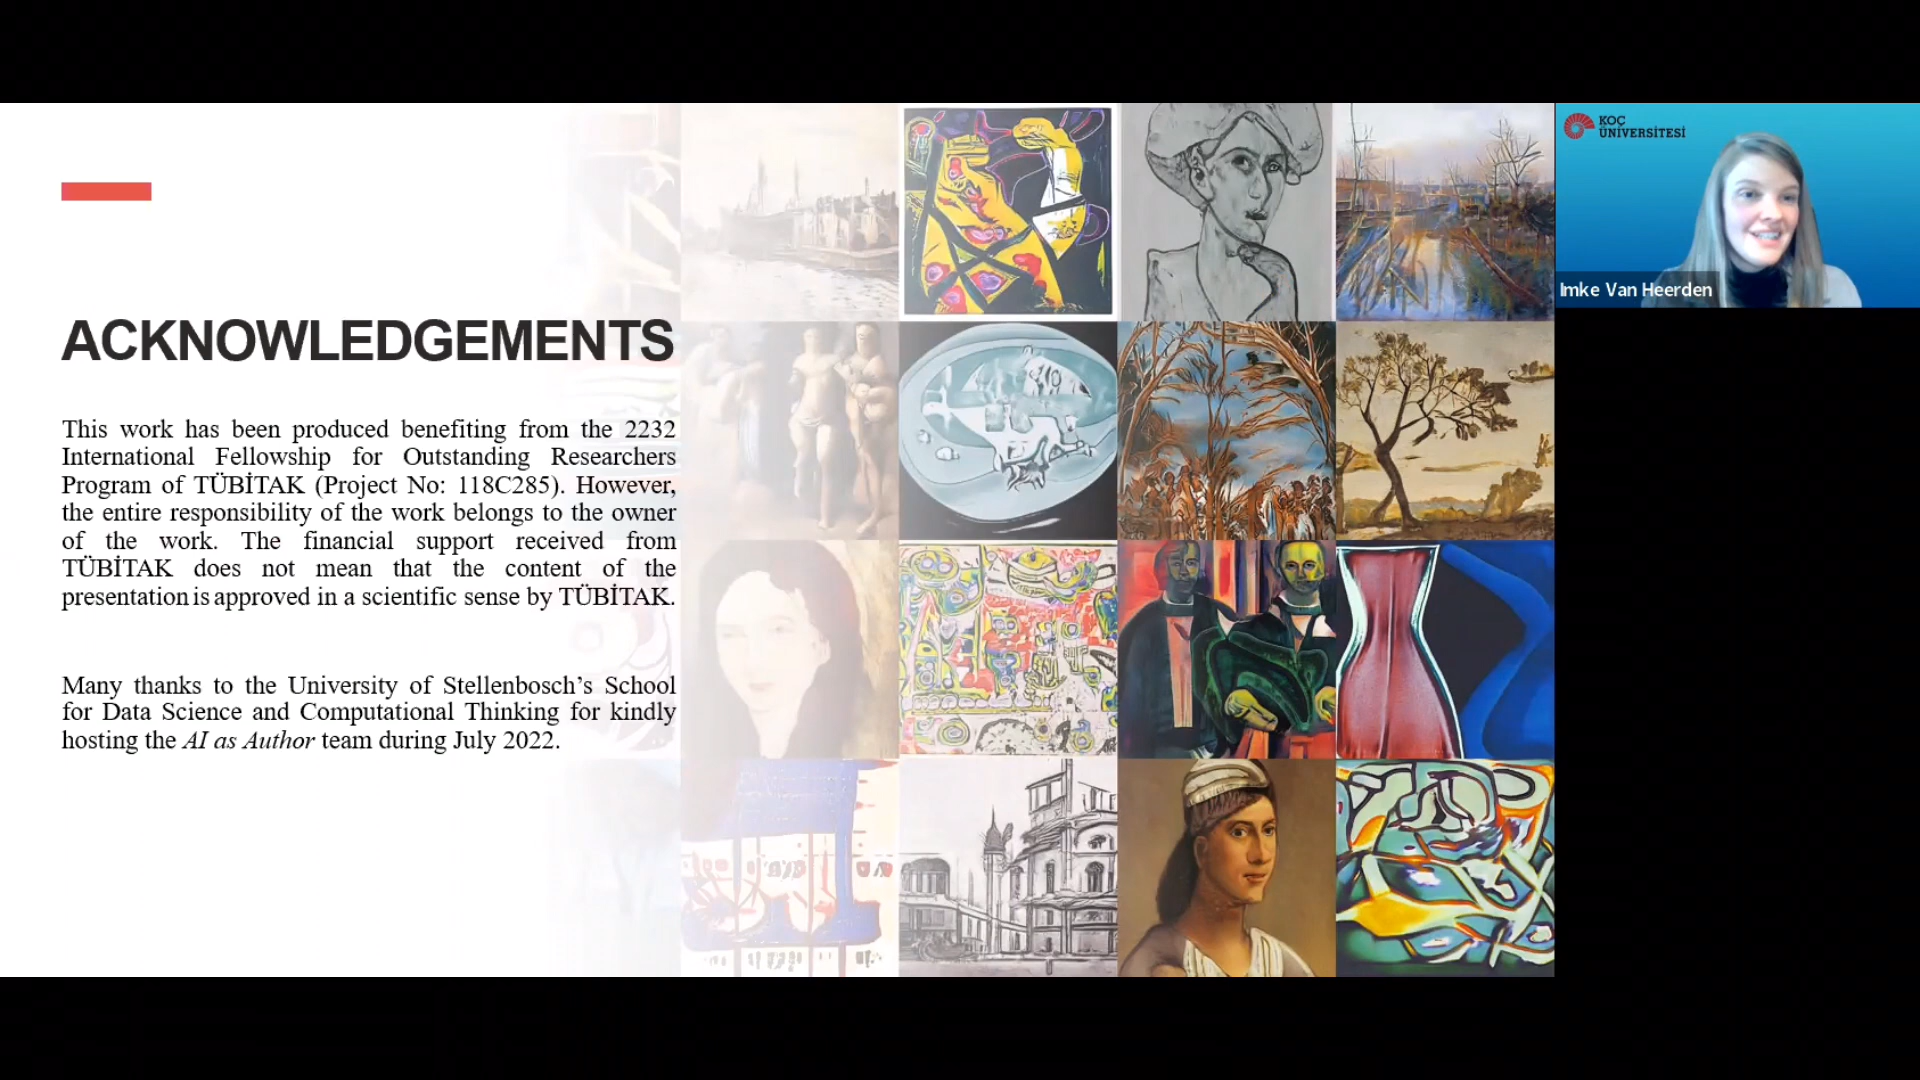 ACKNOWLEDGEMENTS
This work has been produced benefiting from the 2232
International Fellowship for Outstanding Researchers
Program of TÜBİTAK (Project No: 118C285). However,
the entire responsibility of the work belongs to the owner
of the work. The financial support received from
TÜBİTAK does not mean that the content of the
presentation is approved in a scientific sense by TÜBİTAK.
Many thanks to the University of Stellenbosch’s School
for Data Science and Computational Thinking for kindly
hosting the AI as Author team during July 2022.
KOÇ
ÜNİVERSİTESİ
Imke Van Heerden